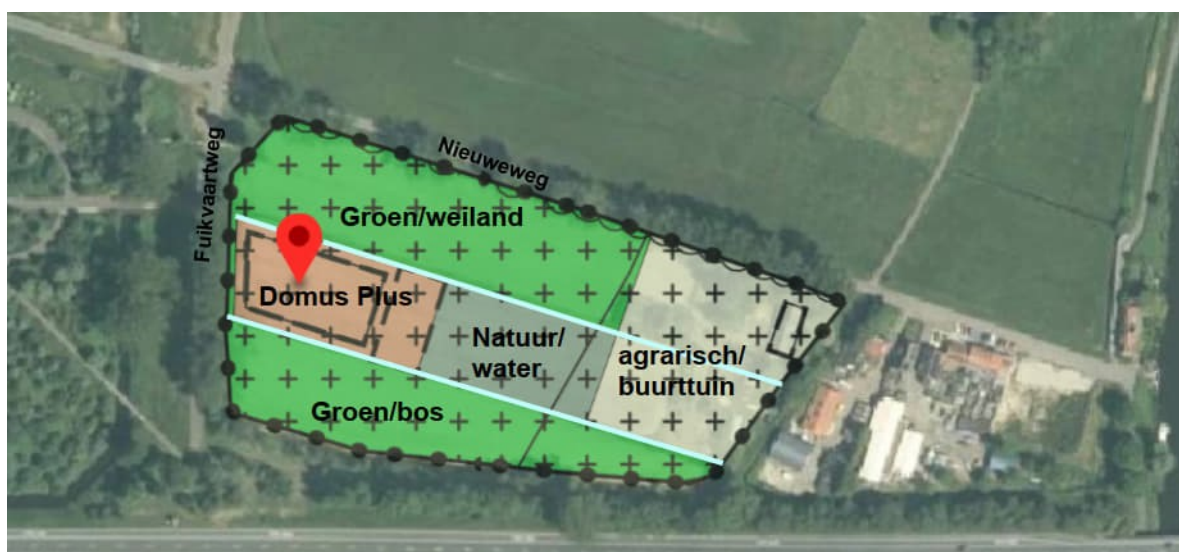 Nieuweweg
Fuikvaartweg
Groen/weiland
Domus Plus
Natuur/
water
agrarisch/
buurttuin
Groen/bos